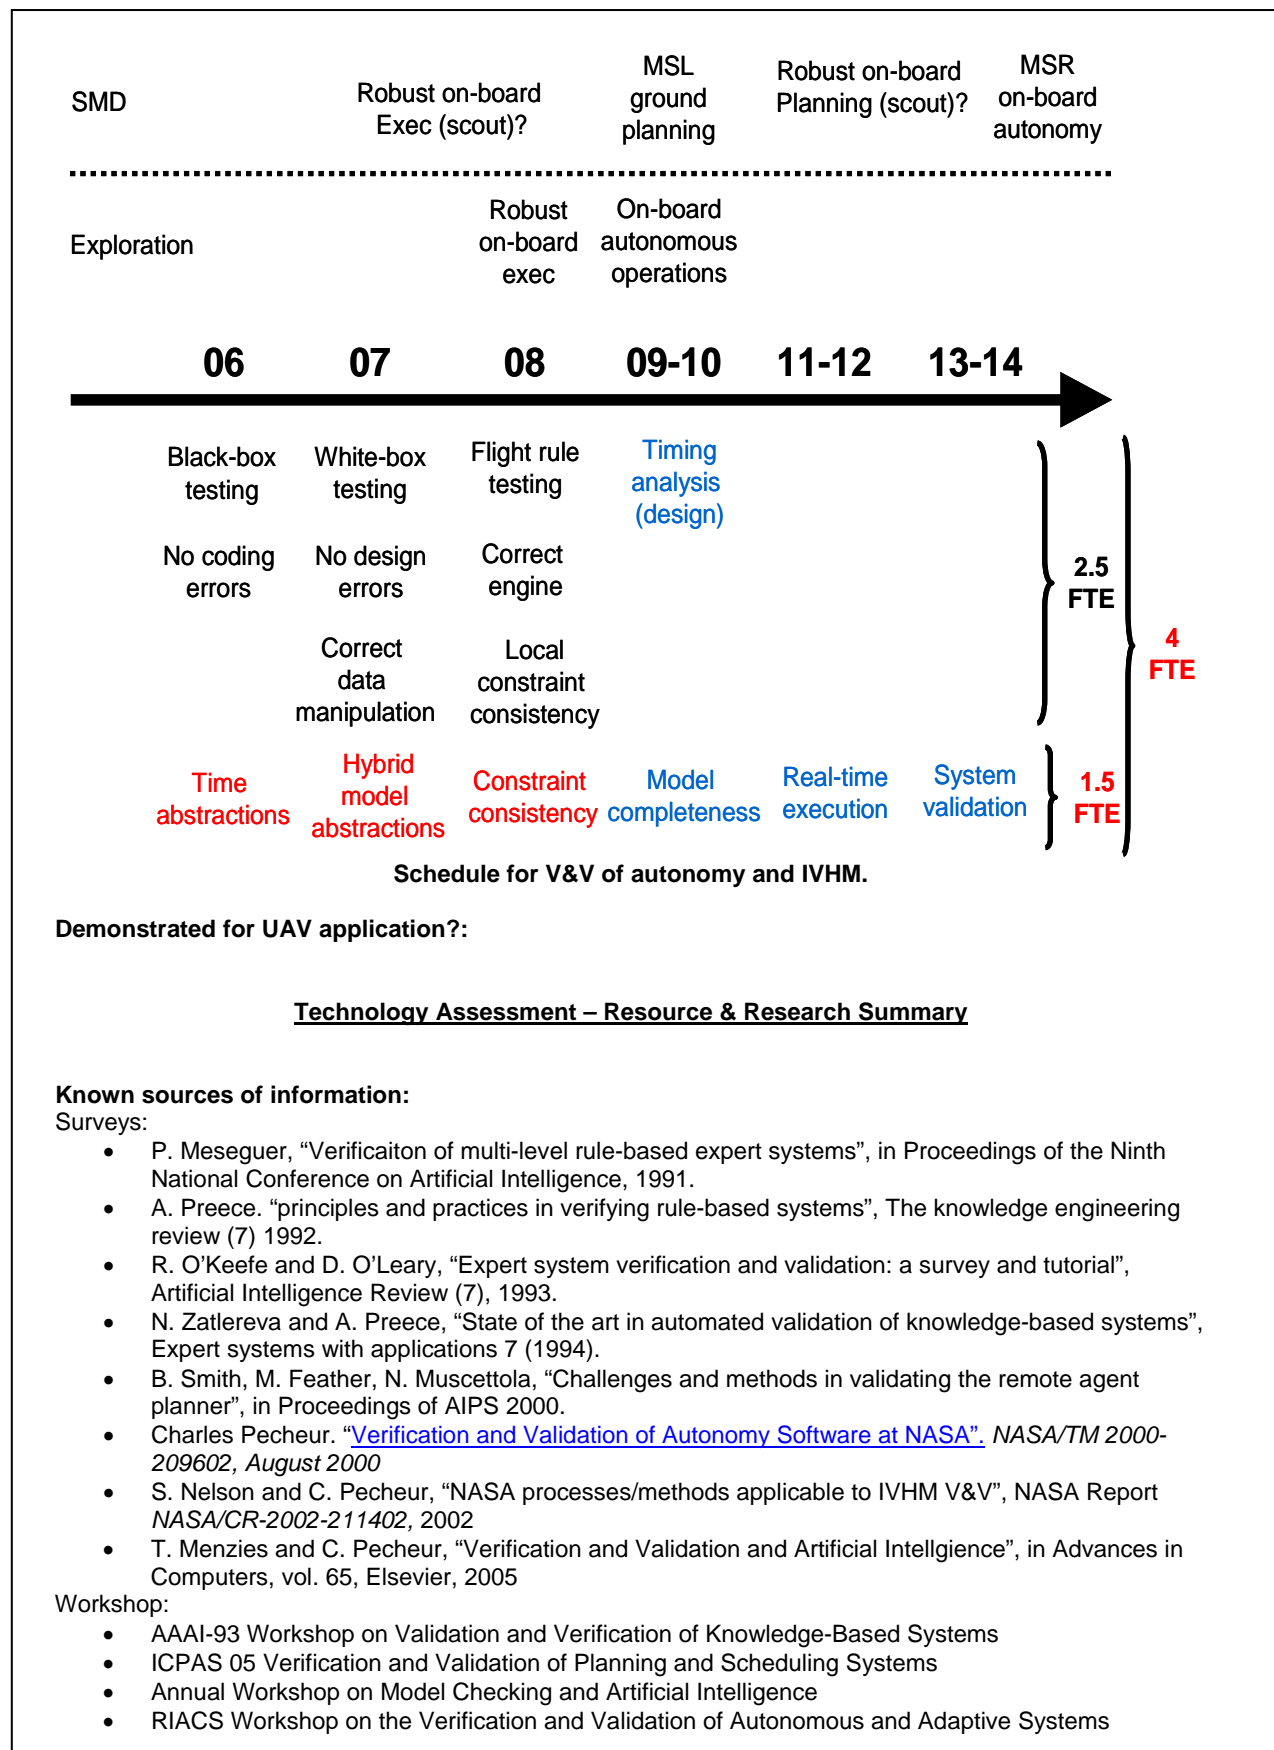 SMD
Robust on-board
Exec (scout)?
MSL
ground
planning
Robust on-board
Planning (scout)?
MSR
on-board
autonomy
Exploration
Robust
on-board
exec
On-board
autonomous
operations
06 07 08 09-10 11-12 13-14
Black-box
testing
White-box
testing
Flight rule
testing
Timing
analysis
(design)
No coding
errors
No design
errors
Correct
engine
Correct
data
manipulation
Local
constraint
consistency
2.5
FTE
4
FTE
Time
abstractions
Hybrid
model
abstractions
Constraint
consistency
Model
completeness
Real-time
execution
System
validation
1.5
FTE
Schedule for V&V of autonomy and IVHM.
Demonstrated for UAV application?:
Technology Assessment – Resource & Research Summary
Known sources of information:
Surveys:
• P. Meseguer, “Verificaiton of multi-level rule-based expert systems”, in Proceedings of the Ninth
National Conference on Artificial Intelligence, 1991.
• A. Preece. “principles and practices in verifying rule-based systems”, The knowledge engineering
review (7) 1992.
• R. O’Keefe and D. O’Leary, “Expert system verification and validation: a survey and tutorial”,
Artificial Intelligence Review (7), 1993.
• N. Zatlereva and A. Preece, “State of the art in automated validation of knowledge-based systems”,
Expert systems with applications 7 (1994).
• B. Smith, M. Feather, N. Muscettola, “Challenges and methods in validating the remote agent
planner”, in Proceedings of AIPS 2000.
• Charles Pecheur. “Verification and Validation of Autonomy Software at NASA”. NASA/TM 2000-
209602, August 2000
• S. Nelson and C. Pecheur, “NASA processes/methods applicable to IVHM V&V”, NASA Report
NASA/CR-2002-211402, 2002
• T. Menzies and C. Pecheur, “Verification and Validation and Artificial Intellgience”, in Advances in
Computers, vol. 65, Elsevier, 2005
Workshop:
• AAAI-93 Workshop on Validation and Verification of Knowledge-Based Systems
• ICPAS 05 Verification and Validation of Planning and Scheduling Systems
• Annual Workshop on Model Checking and Artificial Intelligence
• RIACS Workshop on the Verification and Validation of Autonomous and Adaptive Systems